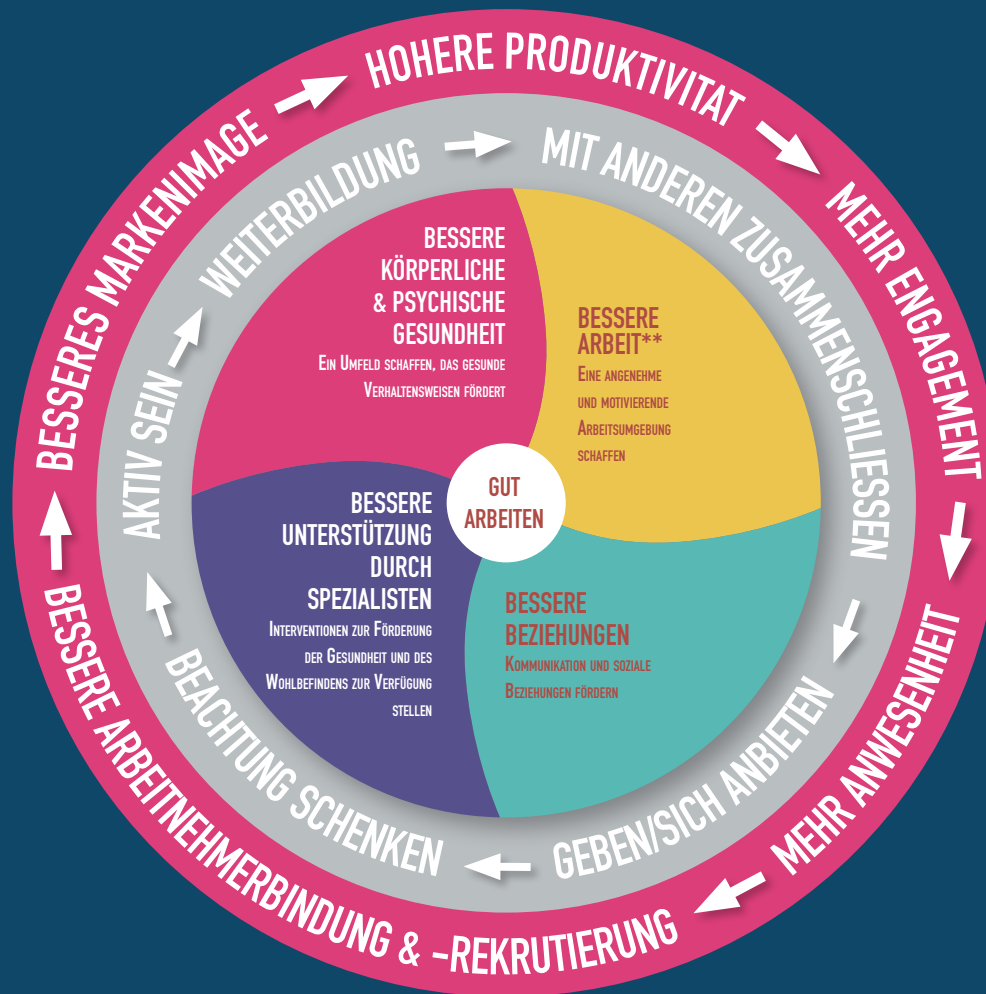 HOHERE PRODUKTIVITAT
MEHR ENGAGEMENT
MEHR ANWESENHEIT
BESSERE ARBEITNEHMERBINDUNG & -REKRUTIERUNG
BESSERES MARKENIMAGE
MIT ANDEREN ZUSAMMENSCHLIESSEN
GEBEN/SICH ANBIETEN
BEACHTUNG SCHENKEN
AKTIV SEIN
WEITERBILDUNG
BESSERE
KÖRPERLICHE
& PSYCHISCHE
GESUNDHEIT
Ein Umfeld schaffen, das gesunde
Verhaltensweisen fördert
BESSERE
ARBEIT**
Eine angenehme
und motivierende
Arbeitsumgebung
schaffen
GUT
ARBEITEN
BESSERE
UNTERSTÜTZUNG
DURCH
SPEZIALISTEN
Interventionen zur Förderung
der Gesundheit und des
Wohlbefindens zur Verfügung
stellen
BESSERE
BEZIEHUNGEN
Kommunikation und soziale
Beziehungen fördern